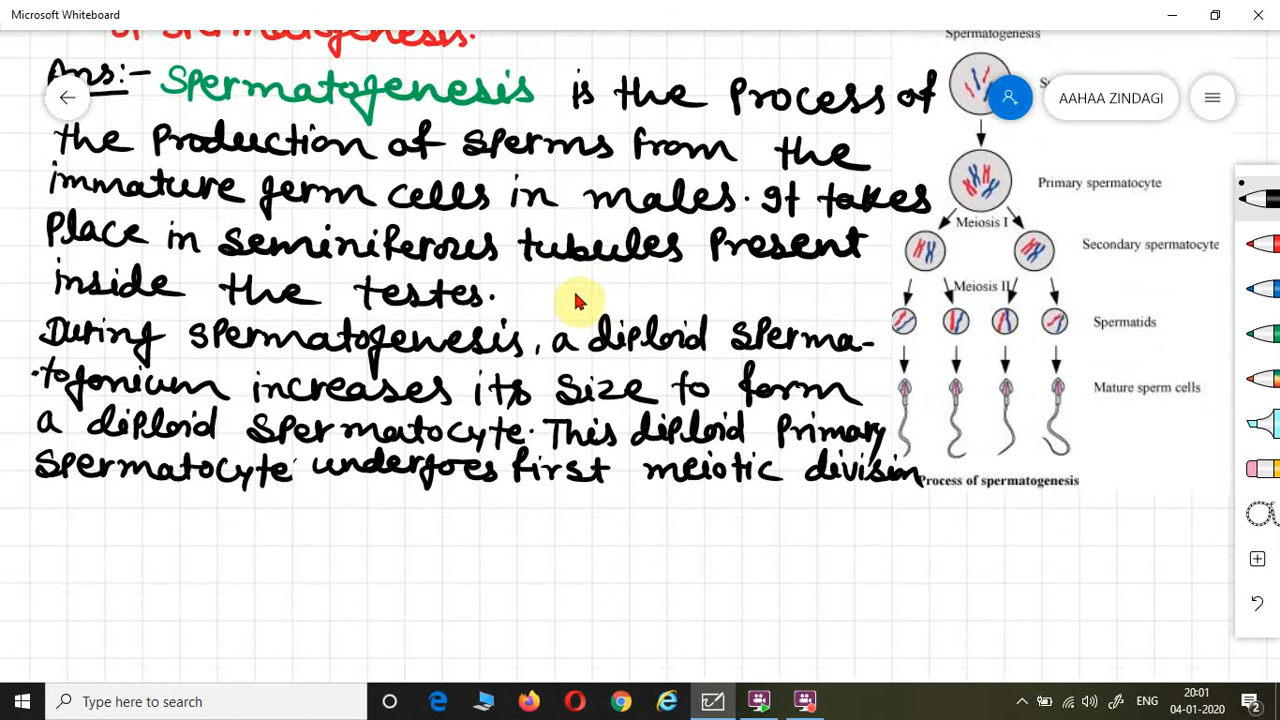 Microsoft Whiteboard
of spermatogenesis.
Ans:- Spermatogenesis is the Process of
the Production of sperms from the
immature germ cells in males. It takes
Place in seminiferous tubules Present
inside the testes.
During spermatogenesis, a diploid sperma-
-togonium increases its size to form
a diploid spermatocyte. This diploid Primary
spermatocyte undergoes first meiotic division
Spermatogenesis
AAHAA ZINDAGI
Primary spermatocyte
Meiosis I
Secondary spermatocyte
Meiosis II
Spermatids
Mature sperm cells
Process of spermatogenesis
Type here to search
ENG
20:01
04-01-2020
2